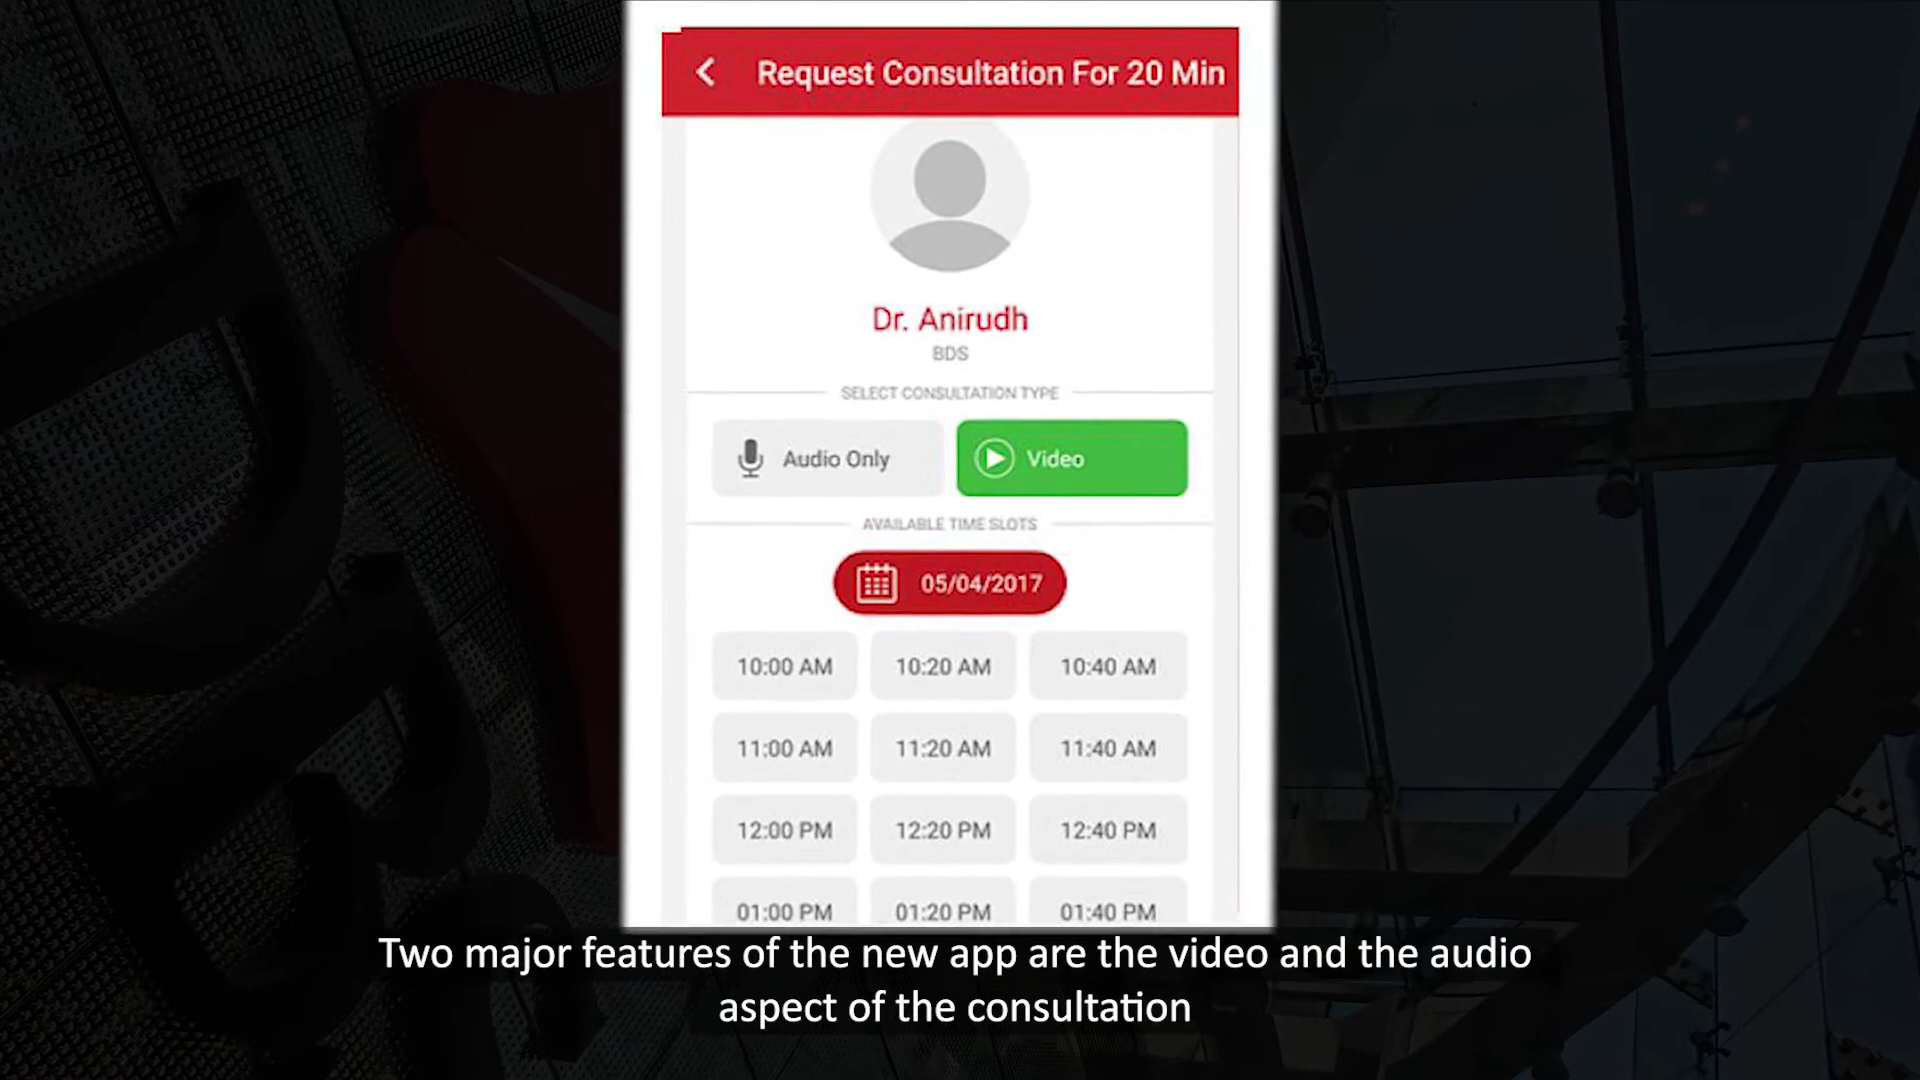 Request Consultation For 20 Min
Dr. Anirudh
BDS
SELECT CONSULTATION TYPE
Audio Only
Video
AVAILABLE TIME SLOTS
05/04/2017
10:00 AM 10:20 AM 10:40 AM
11:00 AM 11:20 AM 11:40 AM
12:00 PM 12:20 PM 12:40 PM
01:00 PM 01:20 PM 01:40 PM
Two major features of the new app are the video and the audio
aspect of the consultation